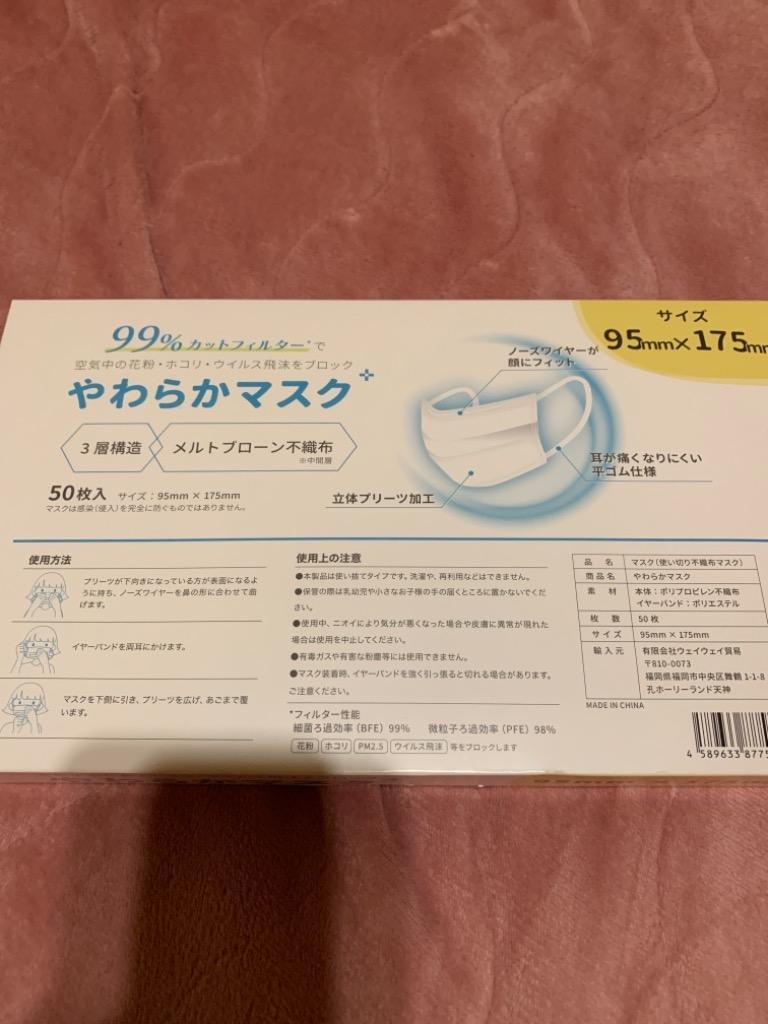 99%カットフィルター*で
空気中の花粉・ホコリ・ウイルス飛沫をブロック
やわらかマスク
3層構造
メルトブローン不織布
※中間層
50枚入 サイズ：95mm×175mm
マスクは感染（侵入）を完全に防ぐものではありません。
ノーズワイヤーが
顔にフィット
耳が痛くなりにくい
平ゴム仕様
立体プリーツ加工
サイズ
95mm×175mm
使用方法
プリーツが下向きになっている方が表面になるよ
うに持ち、ノーズワイヤーを鼻の形に合わせて曲
げます。
イヤーバンドを両耳にかけます。
マスクを下側に引き、プリーツを広げ、あごまで覆
います。
使用上の注意
●本製品は使い捨てタイプです。洗濯や、再利用などはできません。
●保管の際は乳幼児や小さなお子様の手の届くところに置かないでくだ
さい。
●使用中、ニオイにより気分が悪くなった場合や皮膚に異常が現れた
場合は使用を中止してください。
●有毒ガスや有害な粉塵等には使用できません。
●マスク装着時、イヤーバンドを強く引っ張ると切れる場合があります。
ご注意ください。
*フィルター性能
細菌ろ過効率（BFE）99% 微粒子ろ過効率（PFE）98%
花粉 ホコリ PM2.5 ウイルス飛沫 等をブロックします
品名 マスク（使い切り不織布マスク）
商品名 やわらかマスク
素材 本体：ポリプロピレン不織布
イヤーバンド：ポリエステル
枚数 50枚
サイズ 95mm×175mm
輸入元 有限会社ウェイウェイ貿易
〒810-0073
福岡県福岡市中央区舞鶴1-1-8
孔ホーリーランド天神
MADE IN CHINA
4 589633 8775